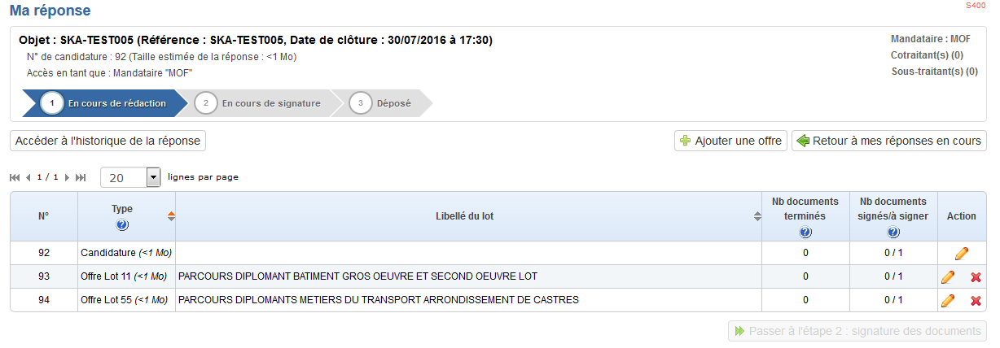 Ma réponse
S400
Objet : SKA-TEST005 (Référence : SKA-TEST005, Date de clôture : 30/07/2016 à 17:30)
Mandataire : MOF
N° de candidature : 92 (Taille estimée de la réponse : <1 Mo)
Cotraitant(s) (0)
Accès en tant que : Mandataire "MOF"
Sous-traitant(s) (0)
1 En cours de rédaction 2 En cours de signature 3 Déposé
Accéder à l'historique de la réponse Ajouter une offre Retour à mes réponses en cours
1 / 1 20 lignes par page
N° Type ? Libellé du lot Nb documents terminés ? Nb documents signés/à signer ? Action
92 Candidature (<1 Mo) 0 0 / 1
93 Offre Lot 11 (<1 Mo) PARCOURS DIPLOMANT BATIMENT GROS OEUVRE ET SECOND OEUVRE LOT 0 0 / 1
94 Offre Lot 55 (<1 Mo) PARCOURS DIPLOMANTS METIERS DU TRANSPORT ARRONDISSEMENT DE CASTRES 0 0 / 1
Passer à l'étape 2 : signature des documents